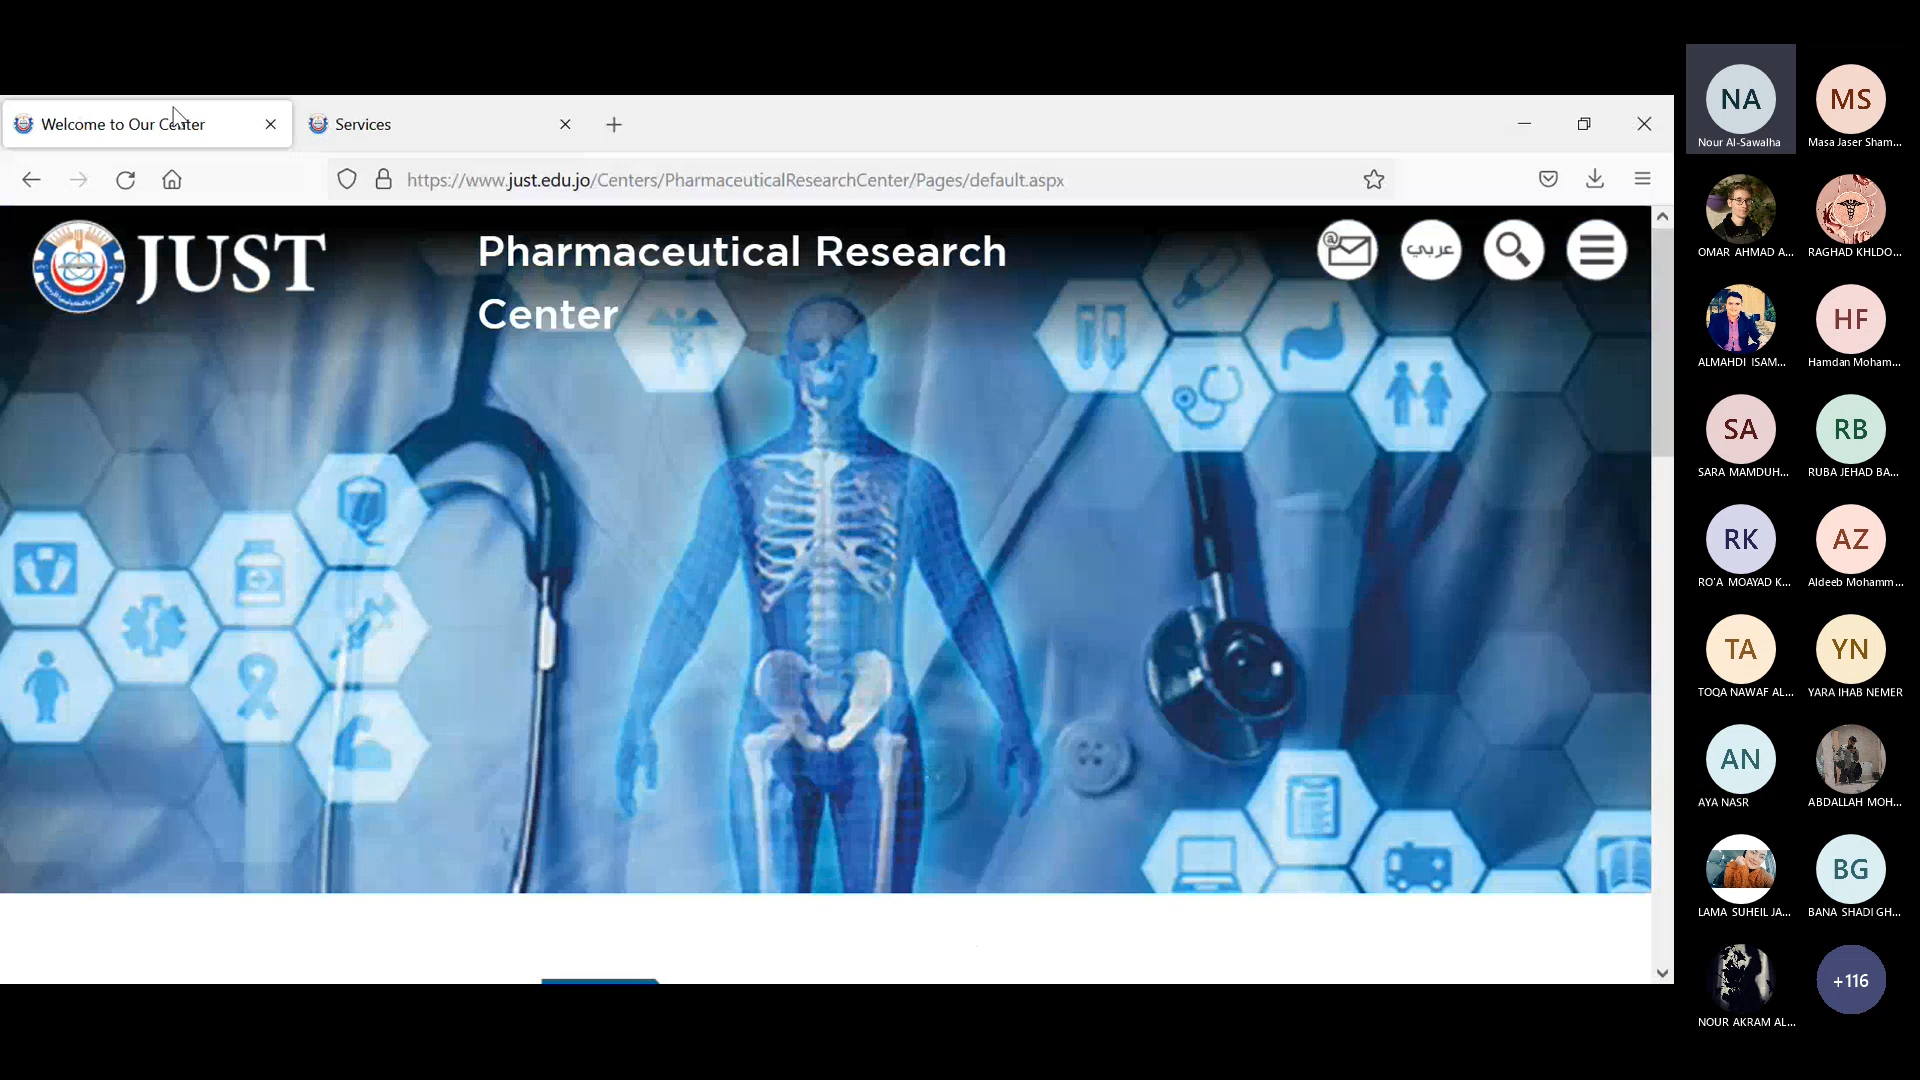 Welcome to Our Center
Services
https://www.just.edu.jo/Centers/PharmaceuticalResearchCenter/Pages/default.aspx
JUST
Pharmaceutical Research
Center
@
عربي
NA
Nour Al-Sawalha
MS
Masa Jaser Sham...
OMAR AHMAD A...
RAGHAD KHLDO...
ALMAHDI ISAM...
HF
Hamdan Moham...
SA
SARA MAMDUH...
RB
RUBA JEHAD BA...
RK
RO'A MOAYAD K...
AZ
Aldeeb Mohamm...
TA
TOQA NAWAF AL...
YN
YARA IHAB NEMER
AN
AYA NASR
ABDALLAH MOH...
LAMA SUHEIL JA...
BG
BANA SHADI GH...
NOUR AKRAM AL...
+116